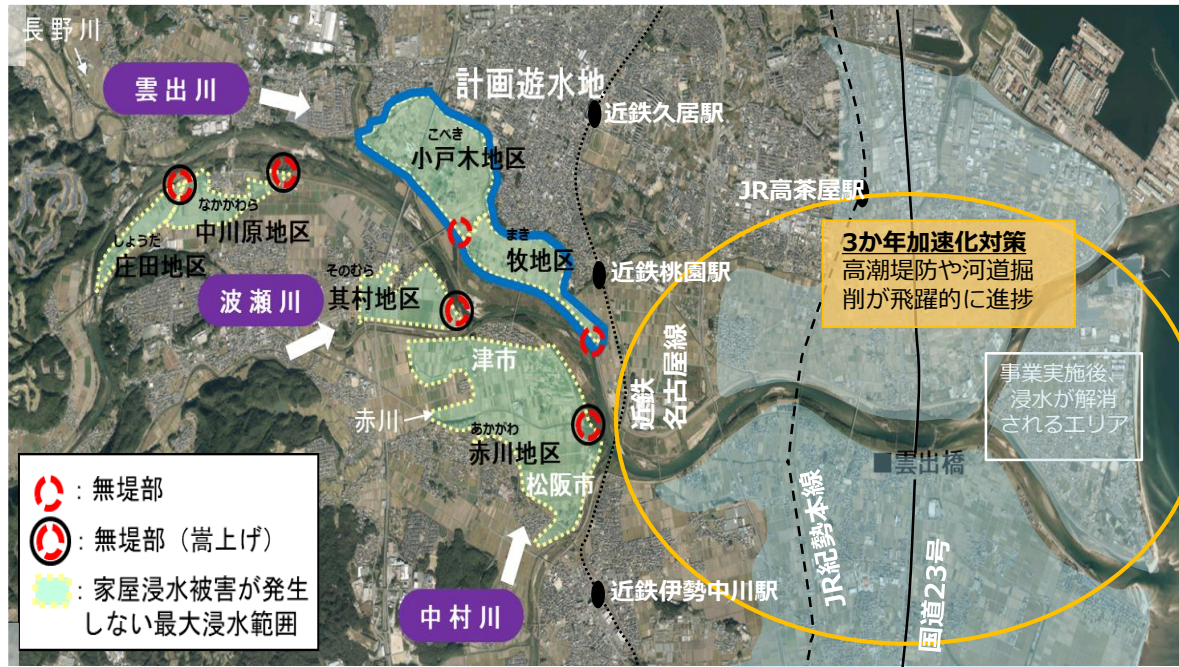 長野川
雲出川
計画遊水地
近鉄久居駅
こべき
小戸木地区
JR高茶屋駅
なかがわら
中川原地区
しょうだ
庄田地区
まき
牧地区
近鉄桃園駅
3か年加速化対策
高潮堤防や河道掘
削が飛躍的に進捗
そのむら
其村地区
波瀬川
津市
近鉄
名古屋線
事業実施後、
浸水が解消
されるエリア
赤川
あかがわ
赤川地区
松阪市
雲出橋
:無堤部
:無堤部(嵩上げ)
:家屋浸水被害が発生
しない最大浸水範囲
中村川
近鉄伊勢中川駅
JR紀勢本線
国道23号